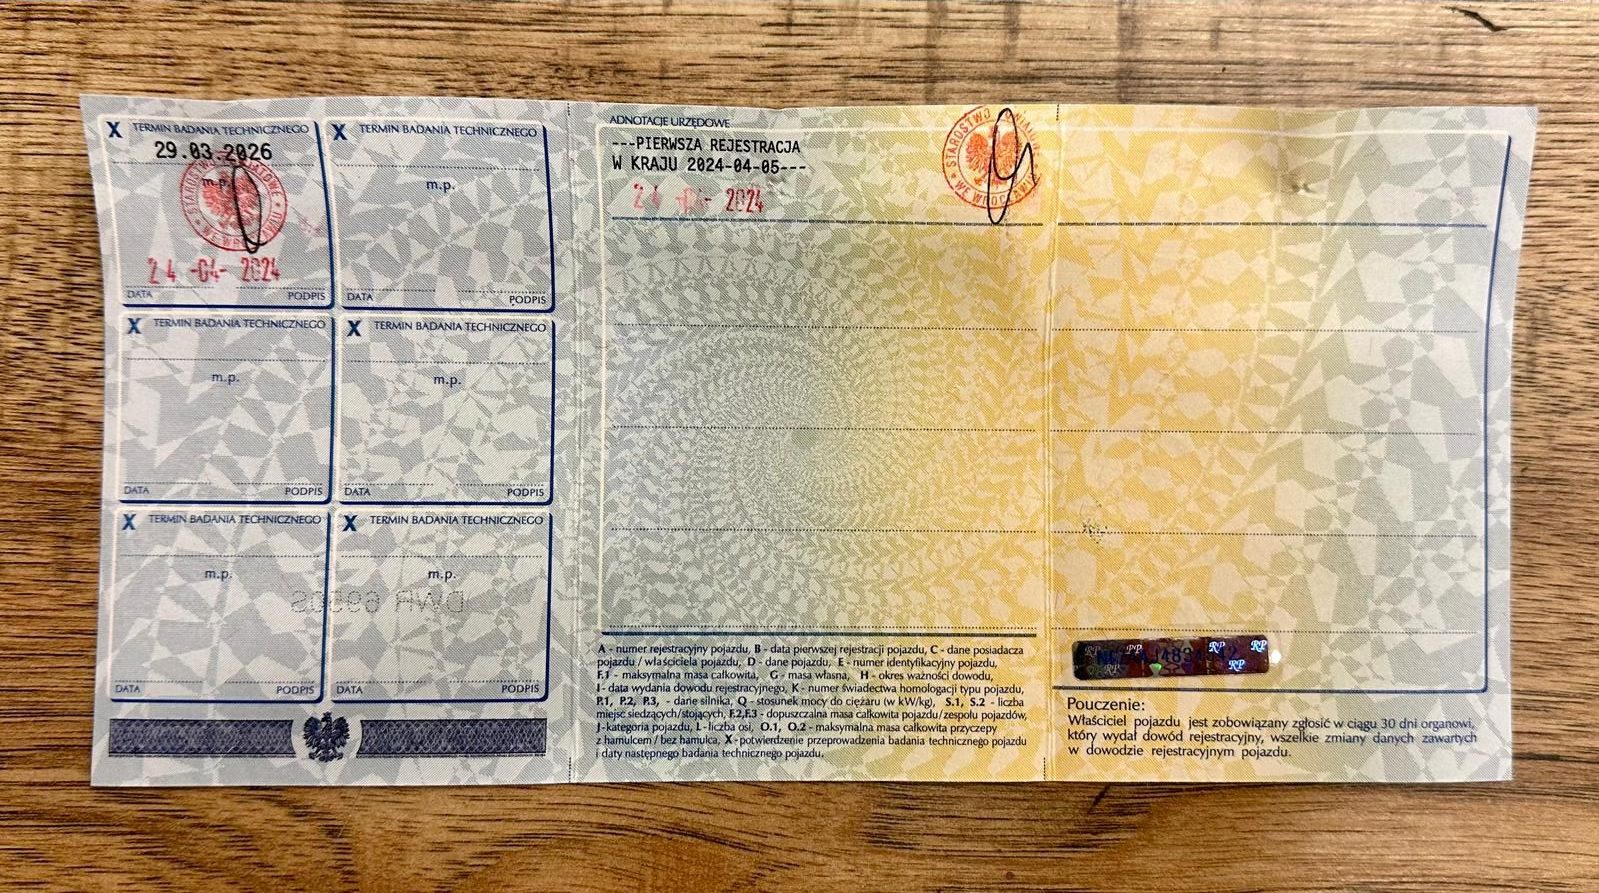 X TERMIN BADANIA TECHNICZNEGO
29.03.2026
m.p.
24 -04- 2024
DATA PODPIS
X TERMIN BADANIA TECHNICZNEGO
m.p.
DATA PODPIS
X TERMIN BADANIA TECHNICZNEGO
m.p.
DATA PODPIS
X TERMIN BADANIA TECHNICZNEGO
m.p.
DATA PODPIS
X TERMIN BADANIA TECHNICZNEGO
m.p.
DATA PODPIS
X TERMIN BADANIA TECHNICZNEGO
m.p.
DATA PODPIS
ADNOTACJE URZĘDOWE
---PIERWSZA REJESTRACJA
W KRAJU 2024-04-05---
24 2024
STAROSTWO
WE WROCŁAWIU
A - numer rejestracyjny pojazdu, B - data pierwszej rejestracji pojazdu, C - dane posiadacza
pojazdu / właściciela pojazdu, D - dane pojazdu, E - numer identyfikacyjny pojazdu,
F.1 - maksymalna masa całkowita, G - masa własna, H - okres ważności dowodu,
I - data wydania dowodu rejestracyjnego, K - numer świadectwa homologacji typu pojazdu,
P.1, P.2, P.3, - dane silnika, Q - stosunek mocy do ciężaru (w kW/kg), S.1, S.2 - liczba
miejsc siedzących/stojących, F.2,F.3 - dopuszczalna masa całkowita pojazdu/zespołu pojazdów,
J-kategoria pojazdu, L - liczba osi, O.1, O.2 - maksymalna masa całkowita przyczepy
z hamulcem / bez hamulca, X -potwierdzenie przeprowadzenia badania technicznego pojazdu
i daty następnego badania technicznego pojazdu.
RP RP RP RP
Pouczenie:
Właściciel pojazdu jest zobowiązany zgłosić w ciągu 30 dni organowi,
który wydał dowód rejestracyjny, wszelkie zmiany danych zawartych
w dowodzie rejestracyjnym pojazdu.